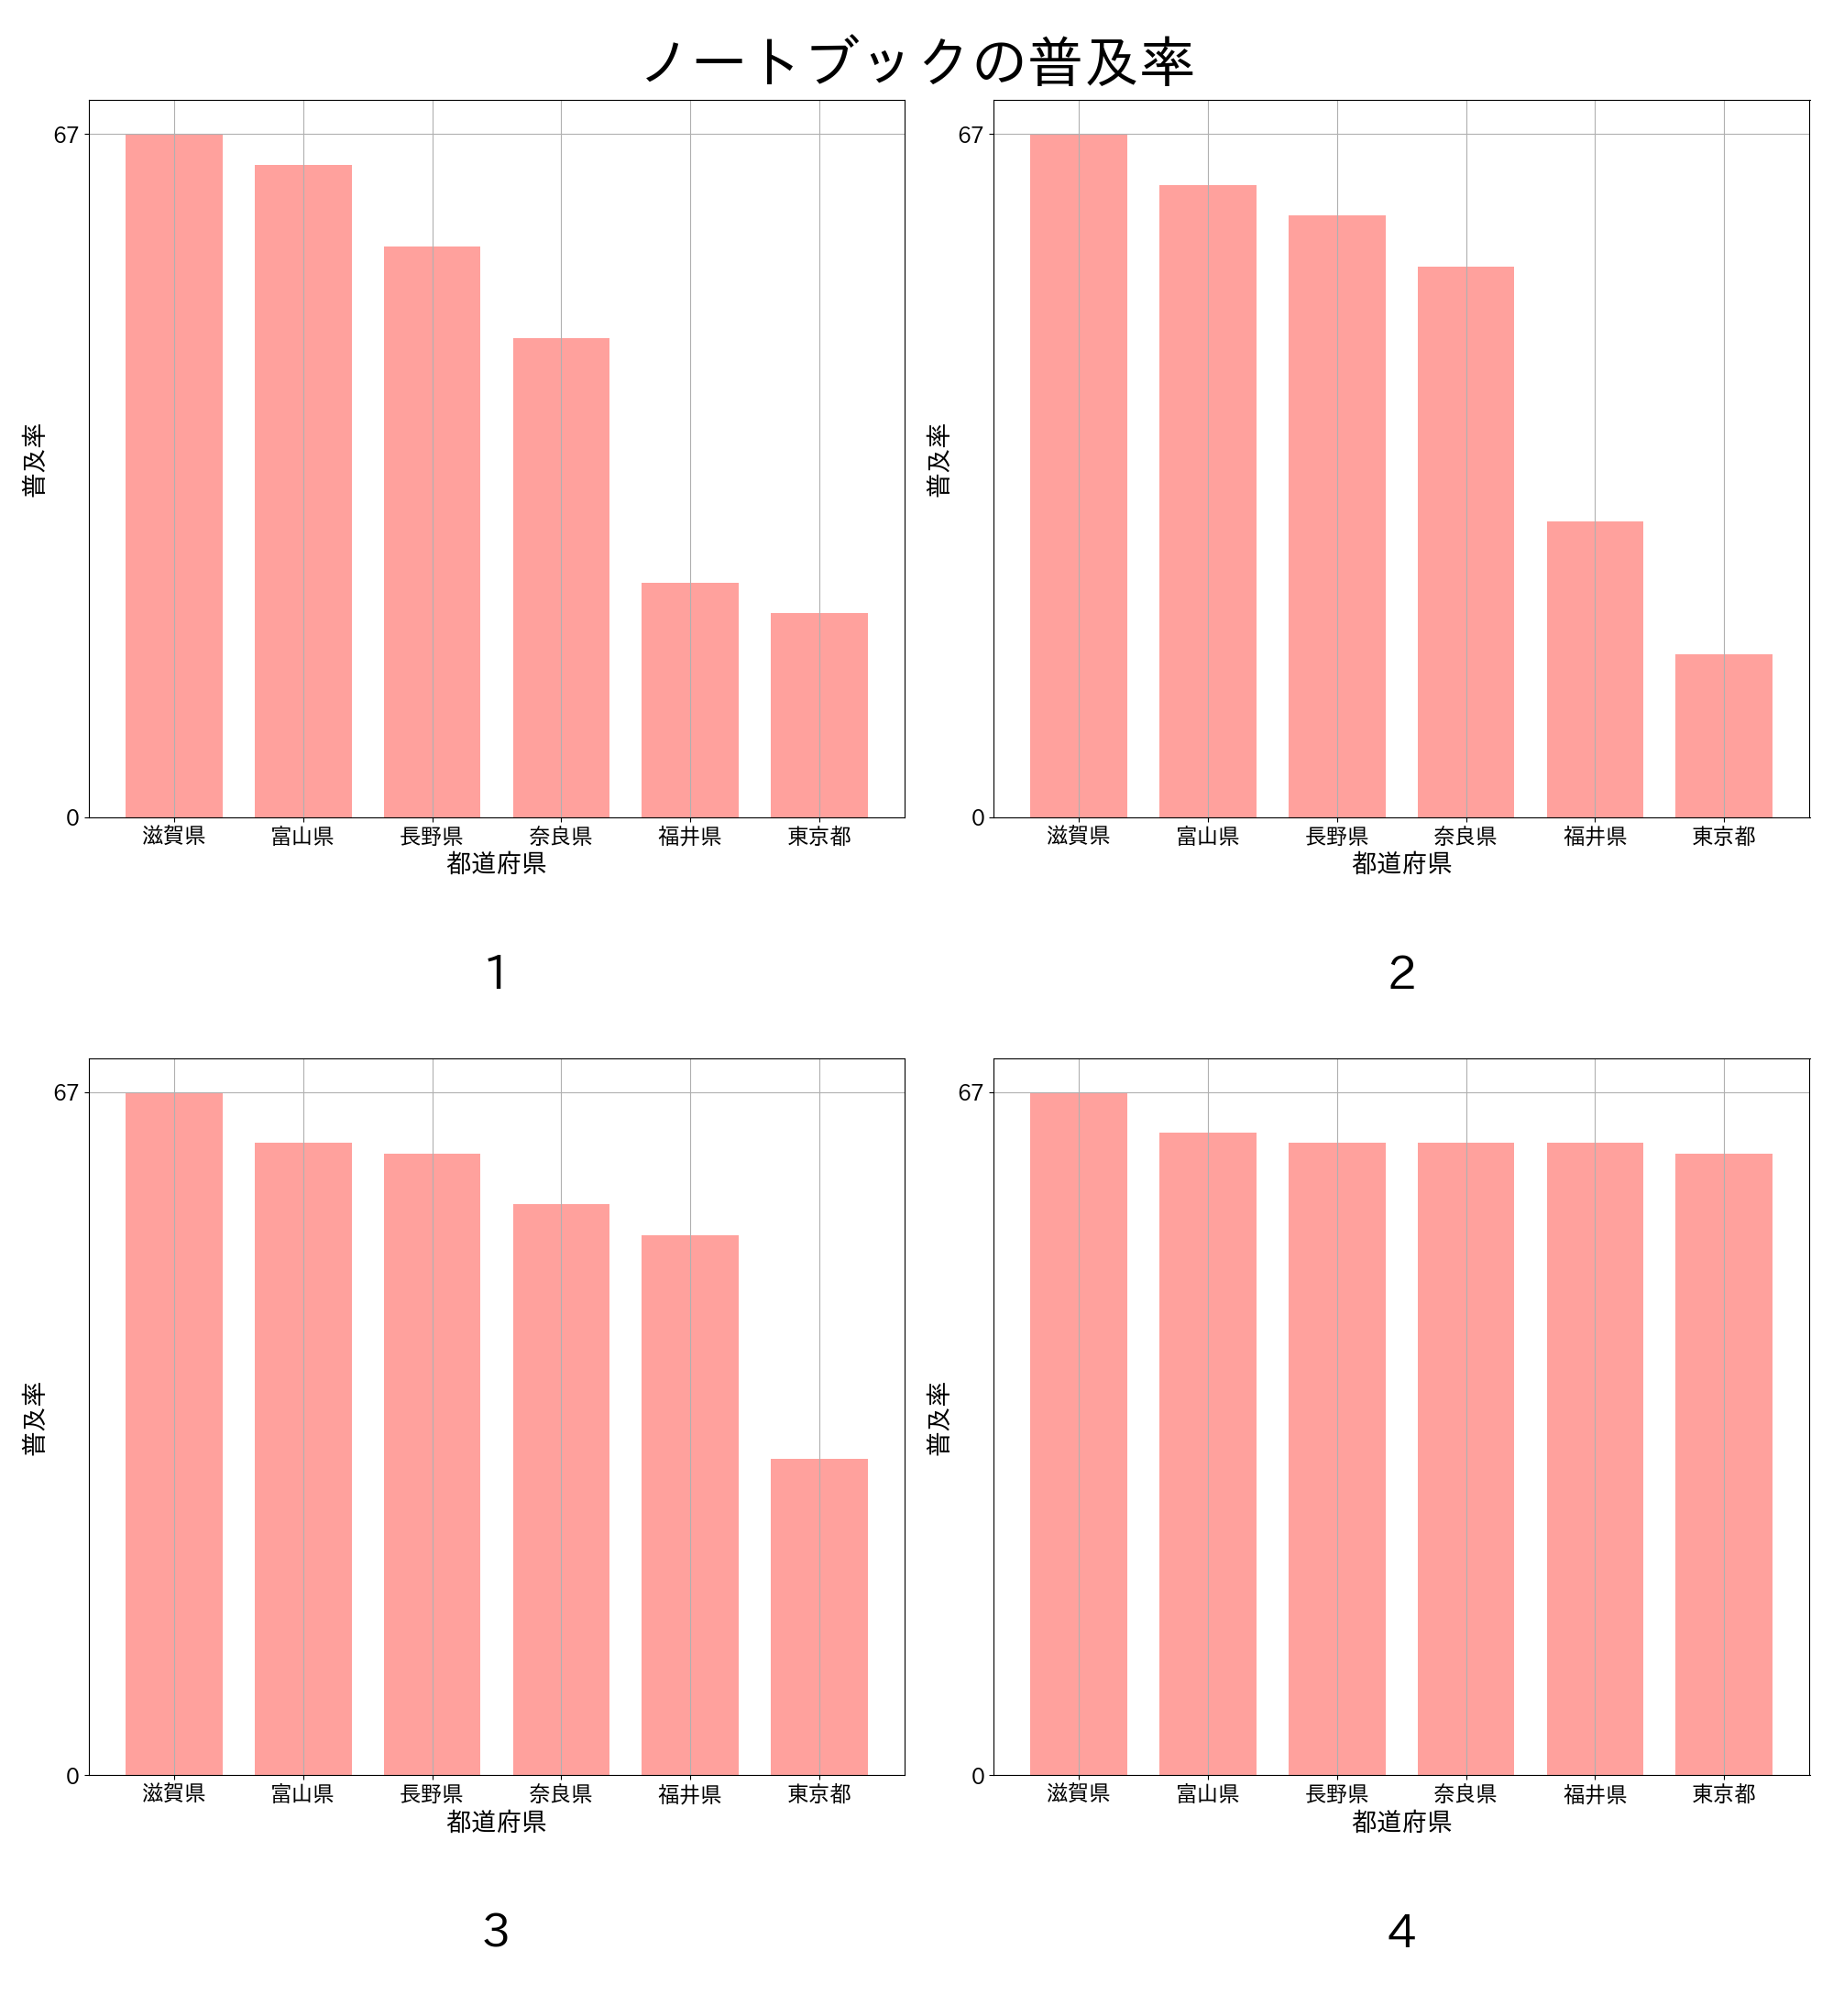 ノートブックの普及率
67
0
普及率
滋賀県 富山県 長野県 奈良県 福井県 東京都
都道府県
1
67
0
普及率
滋賀県 富山県 長野県 奈良県 福井県 東京都
都道府県
2
67
0
普及率
滋賀県 富山県 長野県 奈良県 福井県 東京都
都道府県
3
67
0
普及率
滋賀県 富山県 長野県 奈良県 福井県 東京都
都道府県
4